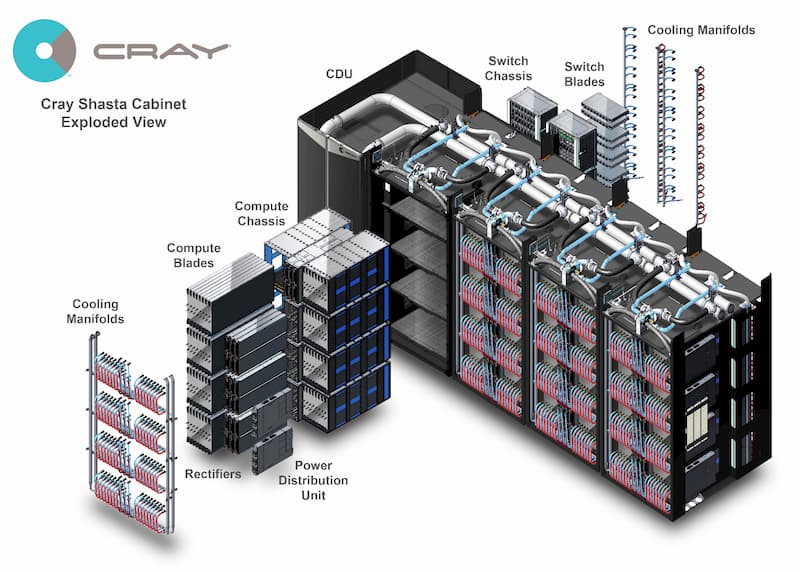 CRAY
Cray Shasta Cabinet
Exploded View
CDU
Switch
Chassis
Switch
Blades
Cooling Manifolds
Compute
Chassis
Compute
Blades
Cooling
Manifolds
Rectifiers
Power
Distribution
Unit